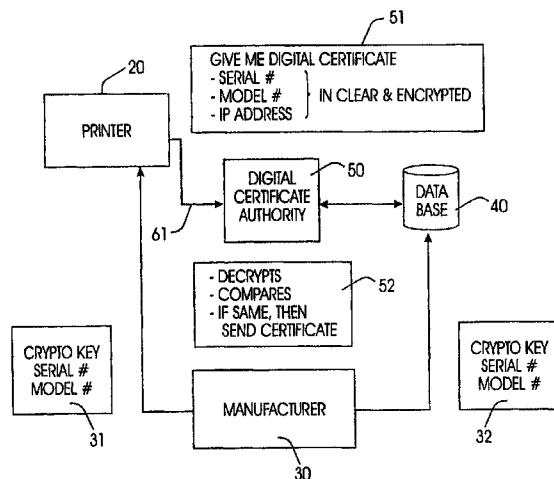 51
20
GIVE ME DIGITAL CERTIFICATE
- SERIAL #
- MODEL #
- IP ADDRESS
IN CLEAR & ENCRYPTED
PRINTER
50
DIGITAL
CERTIFICATE
AUTHORITY
DATA
BASE
40
61
- DECRYPTS
- COMPARES
- IF SAME, THEN
SEND CERTIFICATE
52
CRYPTO KEY
SERIAL #
MODEL #
31
MANUFACTURER
30
CRYPTO KEY
SERIAL #
MODEL #
32